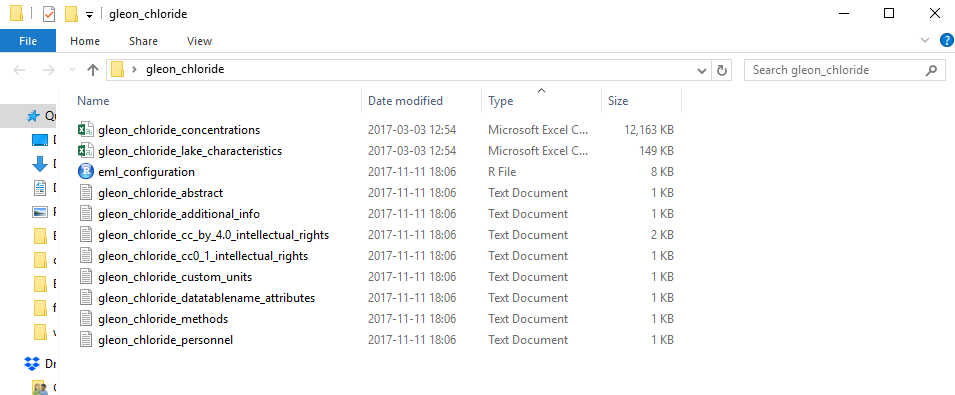 gleon_chloride
File Home Share View
gleon_chloride Search gleon_chloride
Name Date modified Type Size
gleon_chloride_concentrations 2017-03-03 12:54 Microsoft Excel C... 12,163 KB
gleon_chloride_lake_characteristics 2017-03-03 12:54 Microsoft Excel C... 149 KB
eml_configuration 2017-11-11 18:06 R File 8 KB
gleon_chloride_abstract 2017-11-11 18:06 Text Document 1 KB
gleon_chloride_additional_info 2017-11-11 18:06 Text Document 1 KB
gleon_chloride_cc_by_4.0_intellectual_rights 2017-11-11 18:06 Text Document 2 KB
gleon_chloride_cc0_1_intellectual_rights 2017-11-11 18:06 Text Document 1 KB
gleon_chloride_custom_units 2017-11-11 18:06 Text Document 1 KB
gleon_chloride_datatablename_attributes 2017-11-11 18:06 Text Document 1 KB
gleon_chloride_methods 2017-11-11 18:06 Text Document 1 KB
gleon_chloride_personnel 2017-11-11 18:06 Text Document 1 KB